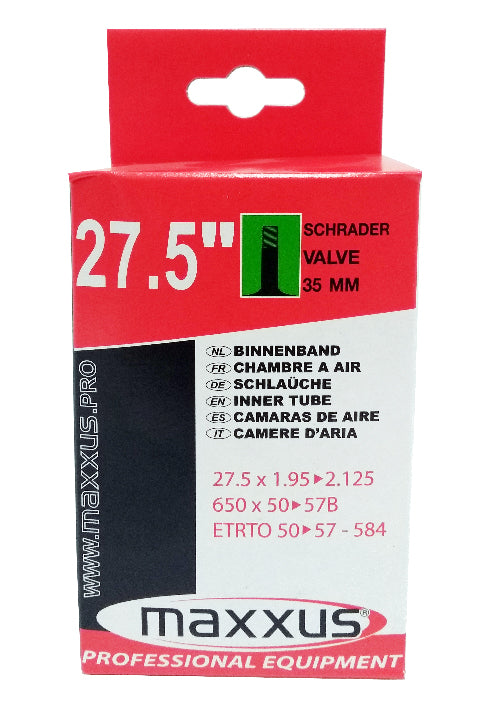 27.5"
SCHRADER
VALVE
35 MM
NL BINNENBAND
FR CHAMBRE A AIR
DE SCHLAÜCHE
EN INNER TUBE
ES CAMARAS DE AIRE
IT CAMERE D'ARIA
27.5 x 1.95▸2.125
650 x 50▸57B
ETRTO 50▸57 - 584
www.maxxus.PRO
maxxus®
PROFESSIONAL EQUIPMENT